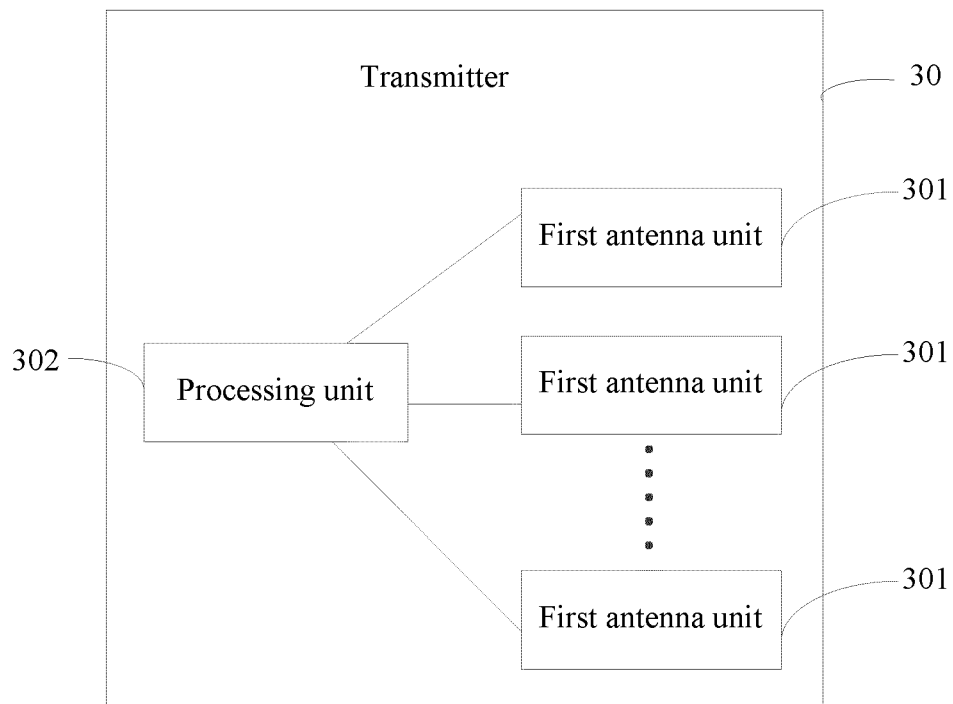 Transmitter
30
301
First antenna unit
301
First antenna unit
302
Processing unit
301
First antenna unit